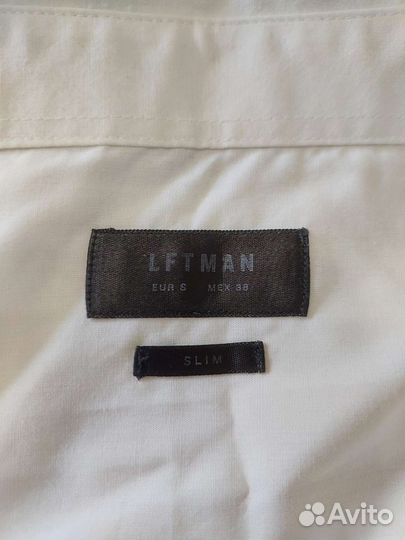 LFTMAN
EUR S MEX 38
SLIM
Avito